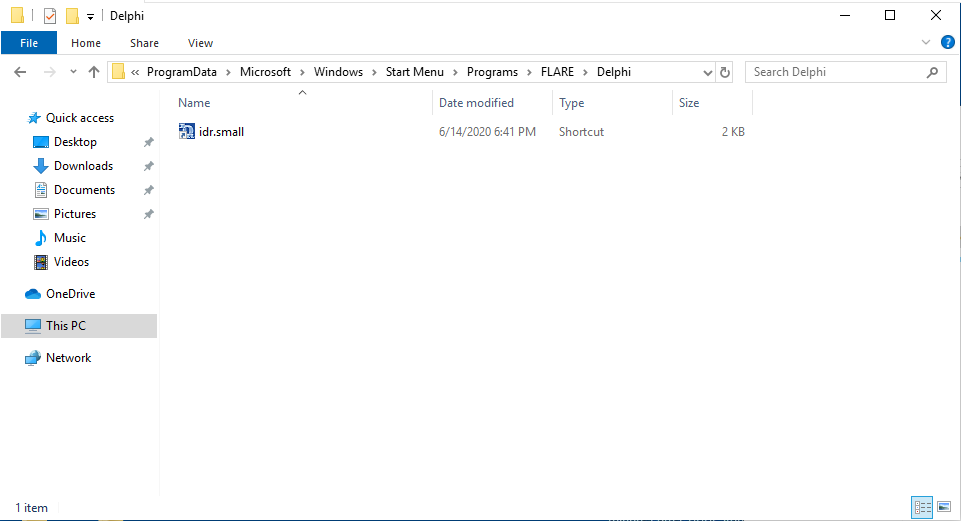 Delphi
File Home Share View
« ProgramData > Microsoft > Windows > Start Menu > Programs > FLARE > Delphi
Search Delphi
Name Date modified Type Size
idr.small 6/14/2020 6:41 PM Shortcut 2 KB
Quick access
Desktop
Downloads
Documents
Pictures
Music
Videos
OneDrive
This PC
Network
1 item